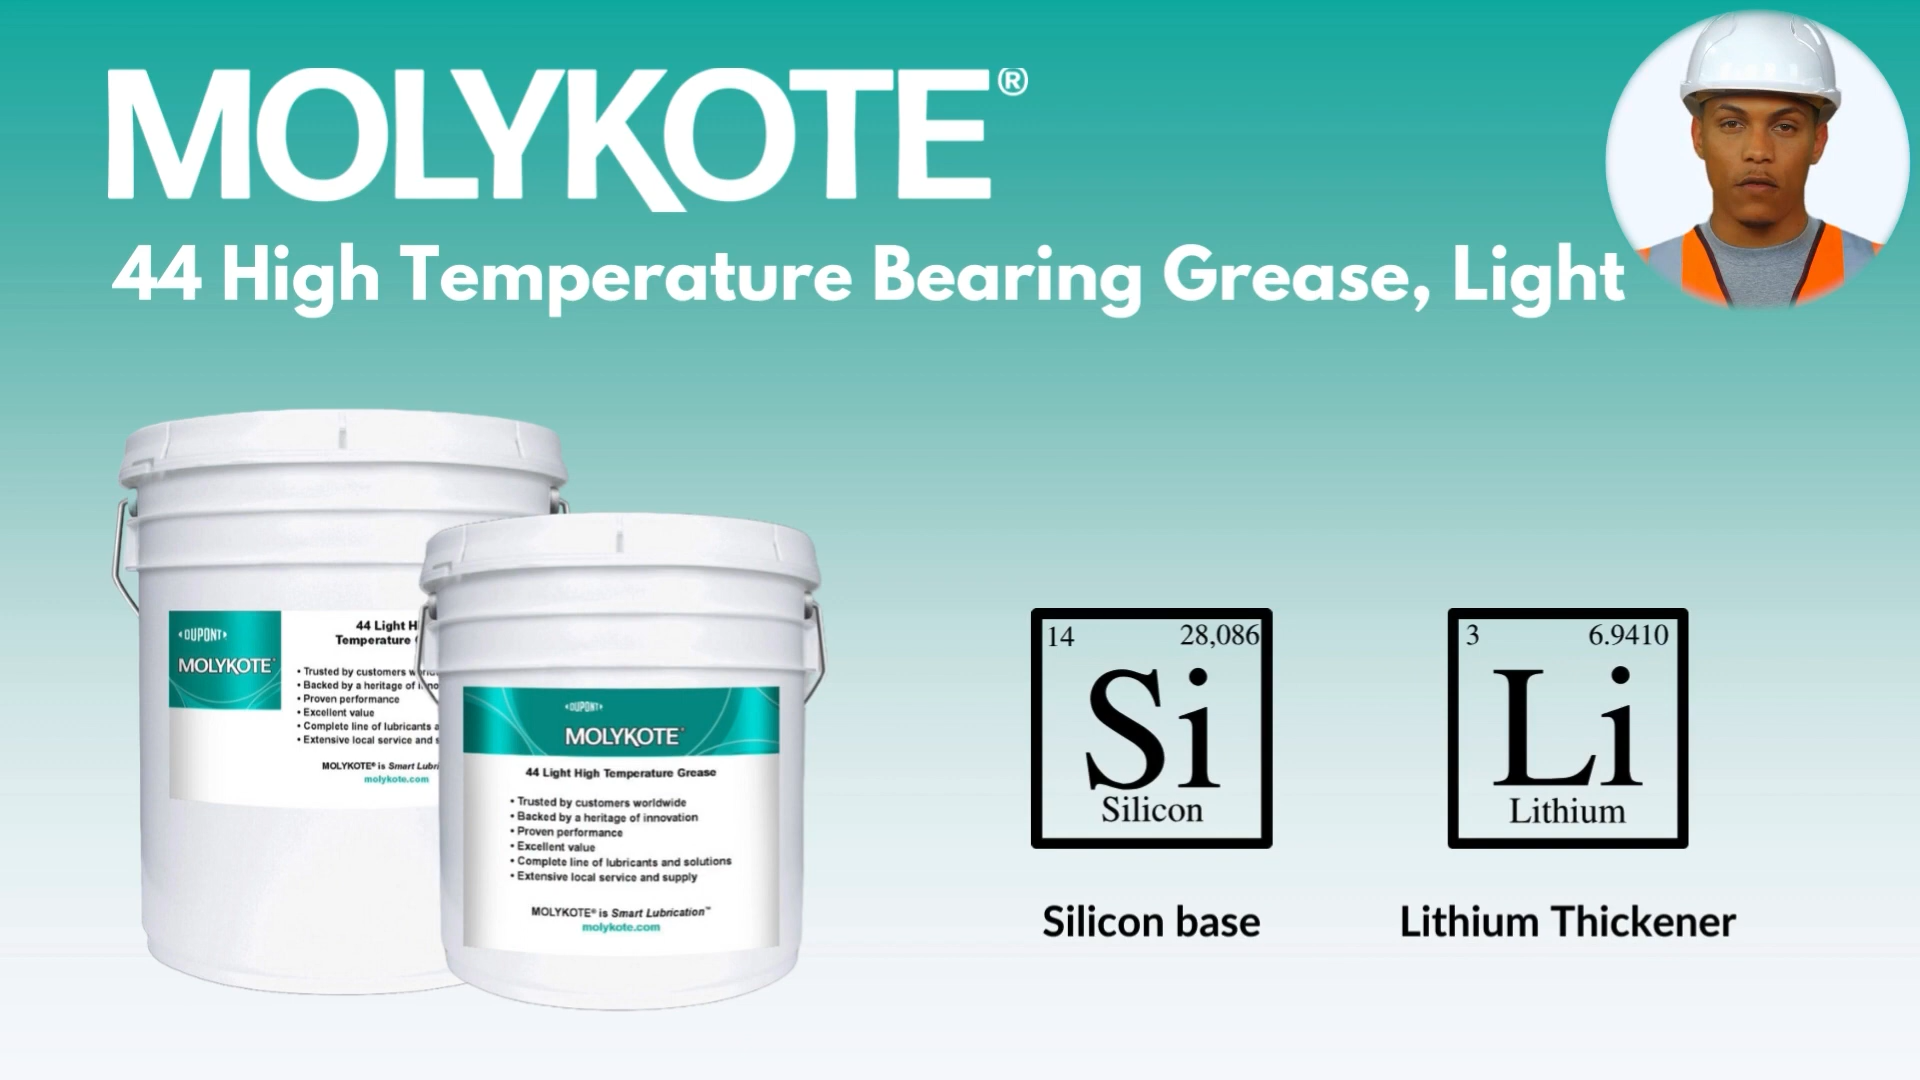 MOLYKOTE®
44 High Temperature Bearing Grease, Light
DUPONT
MOLYKOTE
44 Light H
Temperature
• Trusted by customers
• Backed by a heritage of
• Proven performance
• Excellent value
• Complete line of lubricants
• Extensive local service and
MOLYKOTE® is Smart
molykote.com
DUPONT
MOLYKOTE
44 Light High Temperature Grease
• Trusted by customers worldwide
• Backed by a heritage of innovation
• Proven performance
• Excellent value
• Complete line of lubricants and solutions
• Extensive local service and supply
MOLYKOTE® is Smart Lubrication™
molykote.com
14 28,086
Si
Silicon
Silicon base
3 6.9410
Li
Lithium
Lithium Thickener